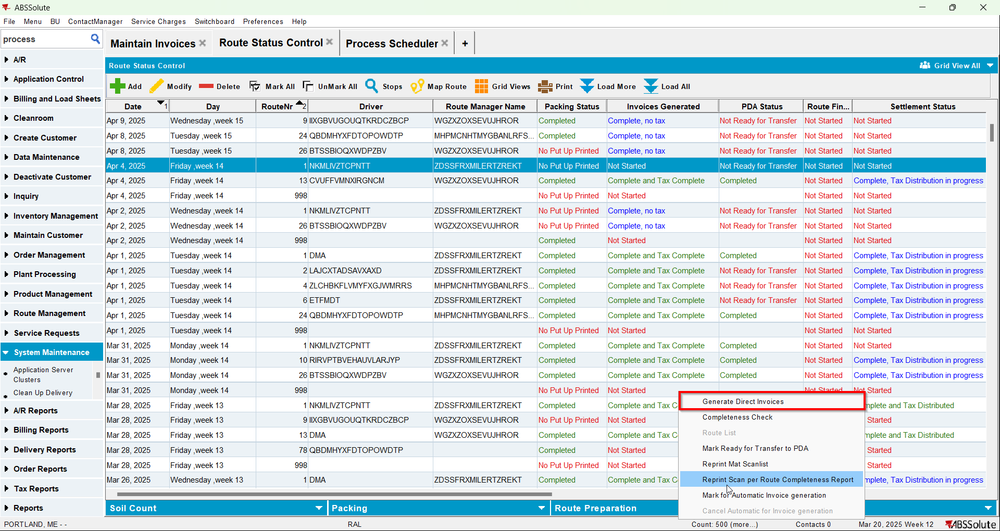 ABSSolute
File Menu BU ContactManager Service Charges Switchboard Preferences Help
process
Maintain Invoices Route Status Control Process Scheduler +
Route Status Control Grid View All
Add Modify Delete Mark All UnMark All Stops Map Route Grid Views Print Load More Load All
A/R
Application Control
Billing and Load Sheets
Cleanroom
Create Customer
Data Maintenance
Deactivate Customer
Inquiry
Inventory Management
Maintain Customer
Order Management
Plant Processing
Product Management
Route Management
Service Requests
System Maintenance
Application Server
Clusters
Clean Up Delivery
A/R Reports
Billing Reports
Delivery Reports
Order Reports
Tax Reports
Reports
Date 1 Day RouteNr 2 Driver Route Manager Name Packing Status Invoices Generated PDA Status Route Fin... Settlement Status
Apr 9, 2025 Wednesday ,week 15 9 IIXGBVUGOUQTKRDCZBCP WGZXZOXSEVUJHROR Completed Complete, no tax Not Ready for Transfer Not Started Not Started
Apr 8, 2025 Tuesday ,week 15 24 QBDMHYXFDTOPOWDTP MHPMCNHTMYGBANLRFS... Completed Complete, no tax Not Ready for Transfer Not Started Not Started
Apr 8, 2025 Tuesday ,week 15 26 BTSSBIOQXWDPZBV WGZXZOXSEVUJHROR No Put Up Printed Complete, no tax Not Ready for Transfer Not Started Not Started
Apr 4, 2025 Friday ,week 14 1 NKMLIVZTCPNTT ZDSSFRXMILERTZREKT No Put Up Printed Not Started Not Ready for Transfer Not Started Not Started
Apr 4, 2025 Friday ,week 14 13 CVUFFVMNXIRGNCM WGZXZOXSEVUJHROR Completed Complete and Tax Complete Completed Not Started Complete, Tax Distribution in progress
Apr 4, 2025 Friday ,week 14 998 No Put Up Printed Not Started Not Started Not Started
Apr 2, 2025 Wednesday ,week 14 1 NKMLIVZTCPNTT ZDSSFRXMILERTZREKT No Put Up Printed Complete, no tax Not Ready for Transfer Not Started Not Started
Apr 2, 2025 Wednesday ,week 14 26 BTSSBIOQXWDPZBV WGZXZOXSEVUJHROR No Put Up Printed Complete, no tax Not Ready for Transfer Not Started Not Started
Apr 2, 2025 Wednesday ,week 14 998 Completed Not Started Not Started Not Started
Apr 1, 2025 Tuesday ,week 14 1 DMA ZDSSFRXMILERTZREKT Completed Complete and Tax Complete Completed Not Started Complete, Tax Distribution in progress
Apr 1, 2025 Tuesday ,week 14 2 LAJCXTADSAVXAXD ZDSSFRXMILERTZREKT Completed Complete and Tax Complete Not Ready for Transfer Not Started Complete, Tax Distribution in progress
Apr 1, 2025 Tuesday ,week 14 4 ZLCHBKFLVMYFXGJWMRRS MHPMCNHTMYGBANLRFS... Completed Complete and Tax Complete Not Ready for Transfer Not Started Complete, Tax Distribution in progress
Apr 1, 2025 Tuesday ,week 14 6 ETFMDT ZDSSFRXMILERTZREKT Completed Complete and Tax Complete Not Ready for Transfer Not Started Complete, Tax Distribution in progress
Apr 1, 2025 Tuesday ,week 14 24 QBDMHYXFDTOPOWDTP MHPMCNHTMYGBANLRFS... Completed Complete and Tax Complete Completed Not Started Complete, Tax Distribution in progress
Apr 1, 2025 Tuesday ,week 14 998 No Put Up Printed Not Started Not Started Not Started
Mar 31, 2025 Monday ,week 14 1 NKMLIVZTCPNTT ZDSSFRXMILERTZREKT Completed Complete and Tax Complete Completed Not Started Not Started
Mar 31, 2025 Monday ,week 14 10 RIRVPTBVEHAUVLARJYP ZDSSFRXMILERTZREKT Completed Complete and Tax Complete Completed Not Started Complete, Tax Distribution in progress
Mar 31, 2025 Monday ,week 14 26 BTSSBIOQXWDPZBV WGZXZOXSEVUJHROR Completed Complete and Tax Complete Completed Not Started Complete, Tax Distribution in progress
Mar 31, 2025 Monday ,week 14 998 No Put Up Printed Not Started Not Started Not Started
Mar 28, 2025 Friday ,week 13 1 NKMLIVZTCPNTT ZDSSFRXMILERTZREKT Completed Complete and Tax C mplete and Tax Distributed
Mar 28, 2025 Friday ,week 13 9 IIXGBVUGOUQTKRDCZBCP WGZXZOXSEVUJHROR No Put Up Printed Not Started Started
Mar 28, 2025 Friday ,week 13 13 DMA WGZXZOXSEVUJHROR Completed Complete and Tax C mplete and Tax Distributed
Mar 28, 2025 Friday ,week 13 78 QBDMHYXFDTOPOWDTP Completed Not Started Started
Mar 28, 2025 Friday ,week 13 998 No Put Up Printed Not Started Started
Mar 26, 2025 Wednesday ,week 13 1 DMA ZDSSFRXMILERTZREKT Completed Complete and Tax C mplete, Tax Distribution in progress
Generate Direct Invoices
Completeness Check
Route List
Mark Ready for Transfer to PDA
Reprint Mat Scanlist
Reprint Scan per Route Completeness Report
Mark for Automatic Invoice generation
Cancel Automatic for Invoice generation
Soil Count Packing Route Preparation
PORTLAND, ME - - RAL Count: 500 (more...) Contacts 0 Mar 20, 2025 Week 12 ABSSolute